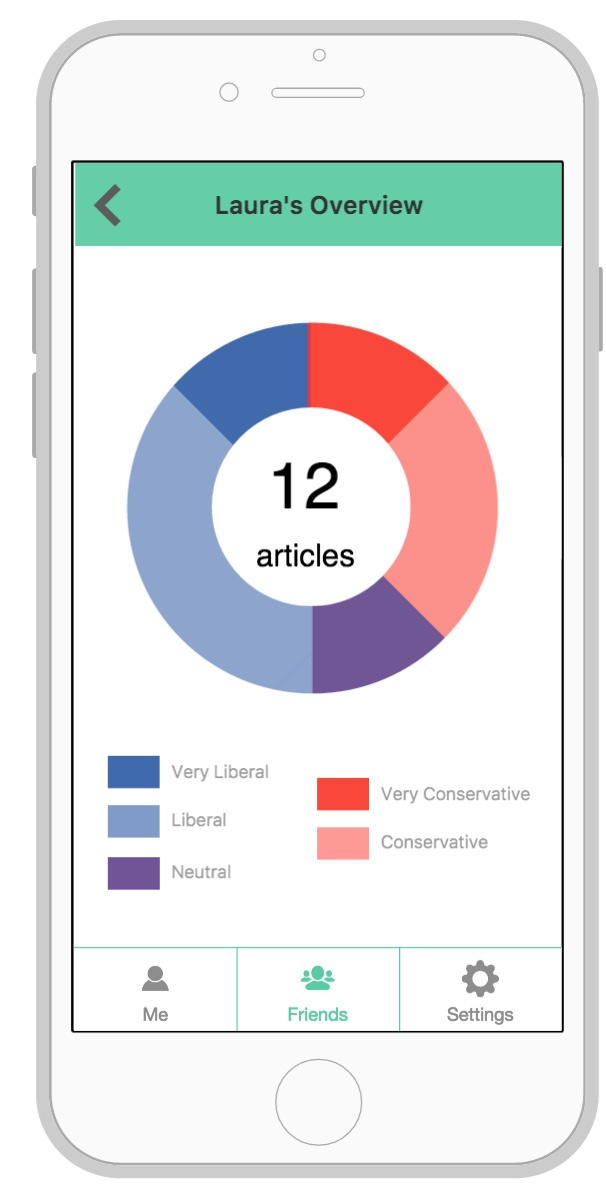 Laura's Overview
12
articles
Very Liberal
Liberal
Neutral
Very Conservative
Conservative
Me
Friends
Settings